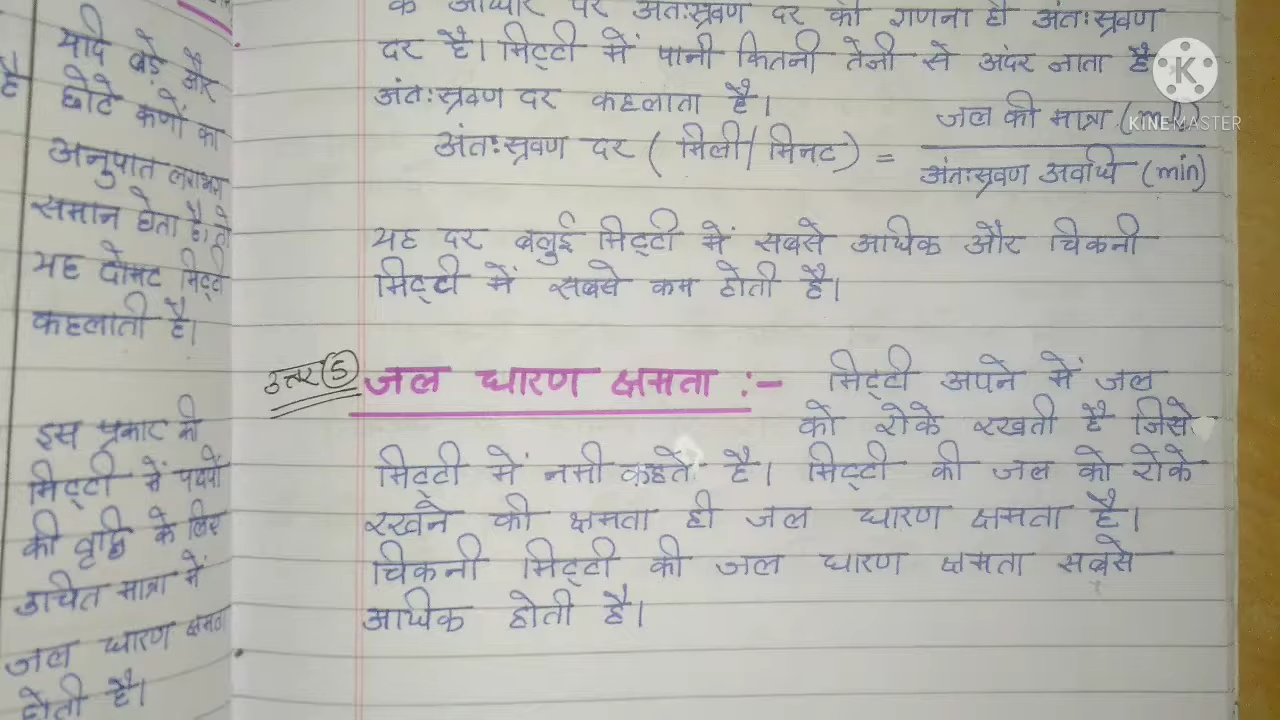 यदि बड़े और
है छोटे कणों का
अनुपात लगभग
समान होता है। तो
यह दोमट मिट्टी
कहलाती है।
इस प्रकार की
मिट्टी में पादपों
की वृद्धि के लिए
उचित मात्रा में
जल धारण क्षमता
होती है।
के आधार पर अंतःस्रवण दर की गणना ही अंतःस्रवण
दर है। मिट्टी में पानी कितनी तेजी से अंदर जाता है
अंतःस्रवण दर कहलाता है।
जल की मात्रा (ml)
अंतःस्रवण दर ( मिली/मिनट) =
अंतःस्रवण अवधि (min)
यह दर बलुई मिट्टी में सबसे अधिक और चिकनी
मिट्टी में सबसे कम होती है।
उत्तर 5 जल धारण क्षमता :- मिट्टी अपने में जल
को रोके रखती है जिसे
मिट्टी में नमी कहते है। मिट्टी की जल को रोके
रखने की क्षमता ही जल धारण क्षमता है।
चिकनी मिट्टी की जल धारण क्षमता सबसे
अधिक होती है।
K
KINEMASTER